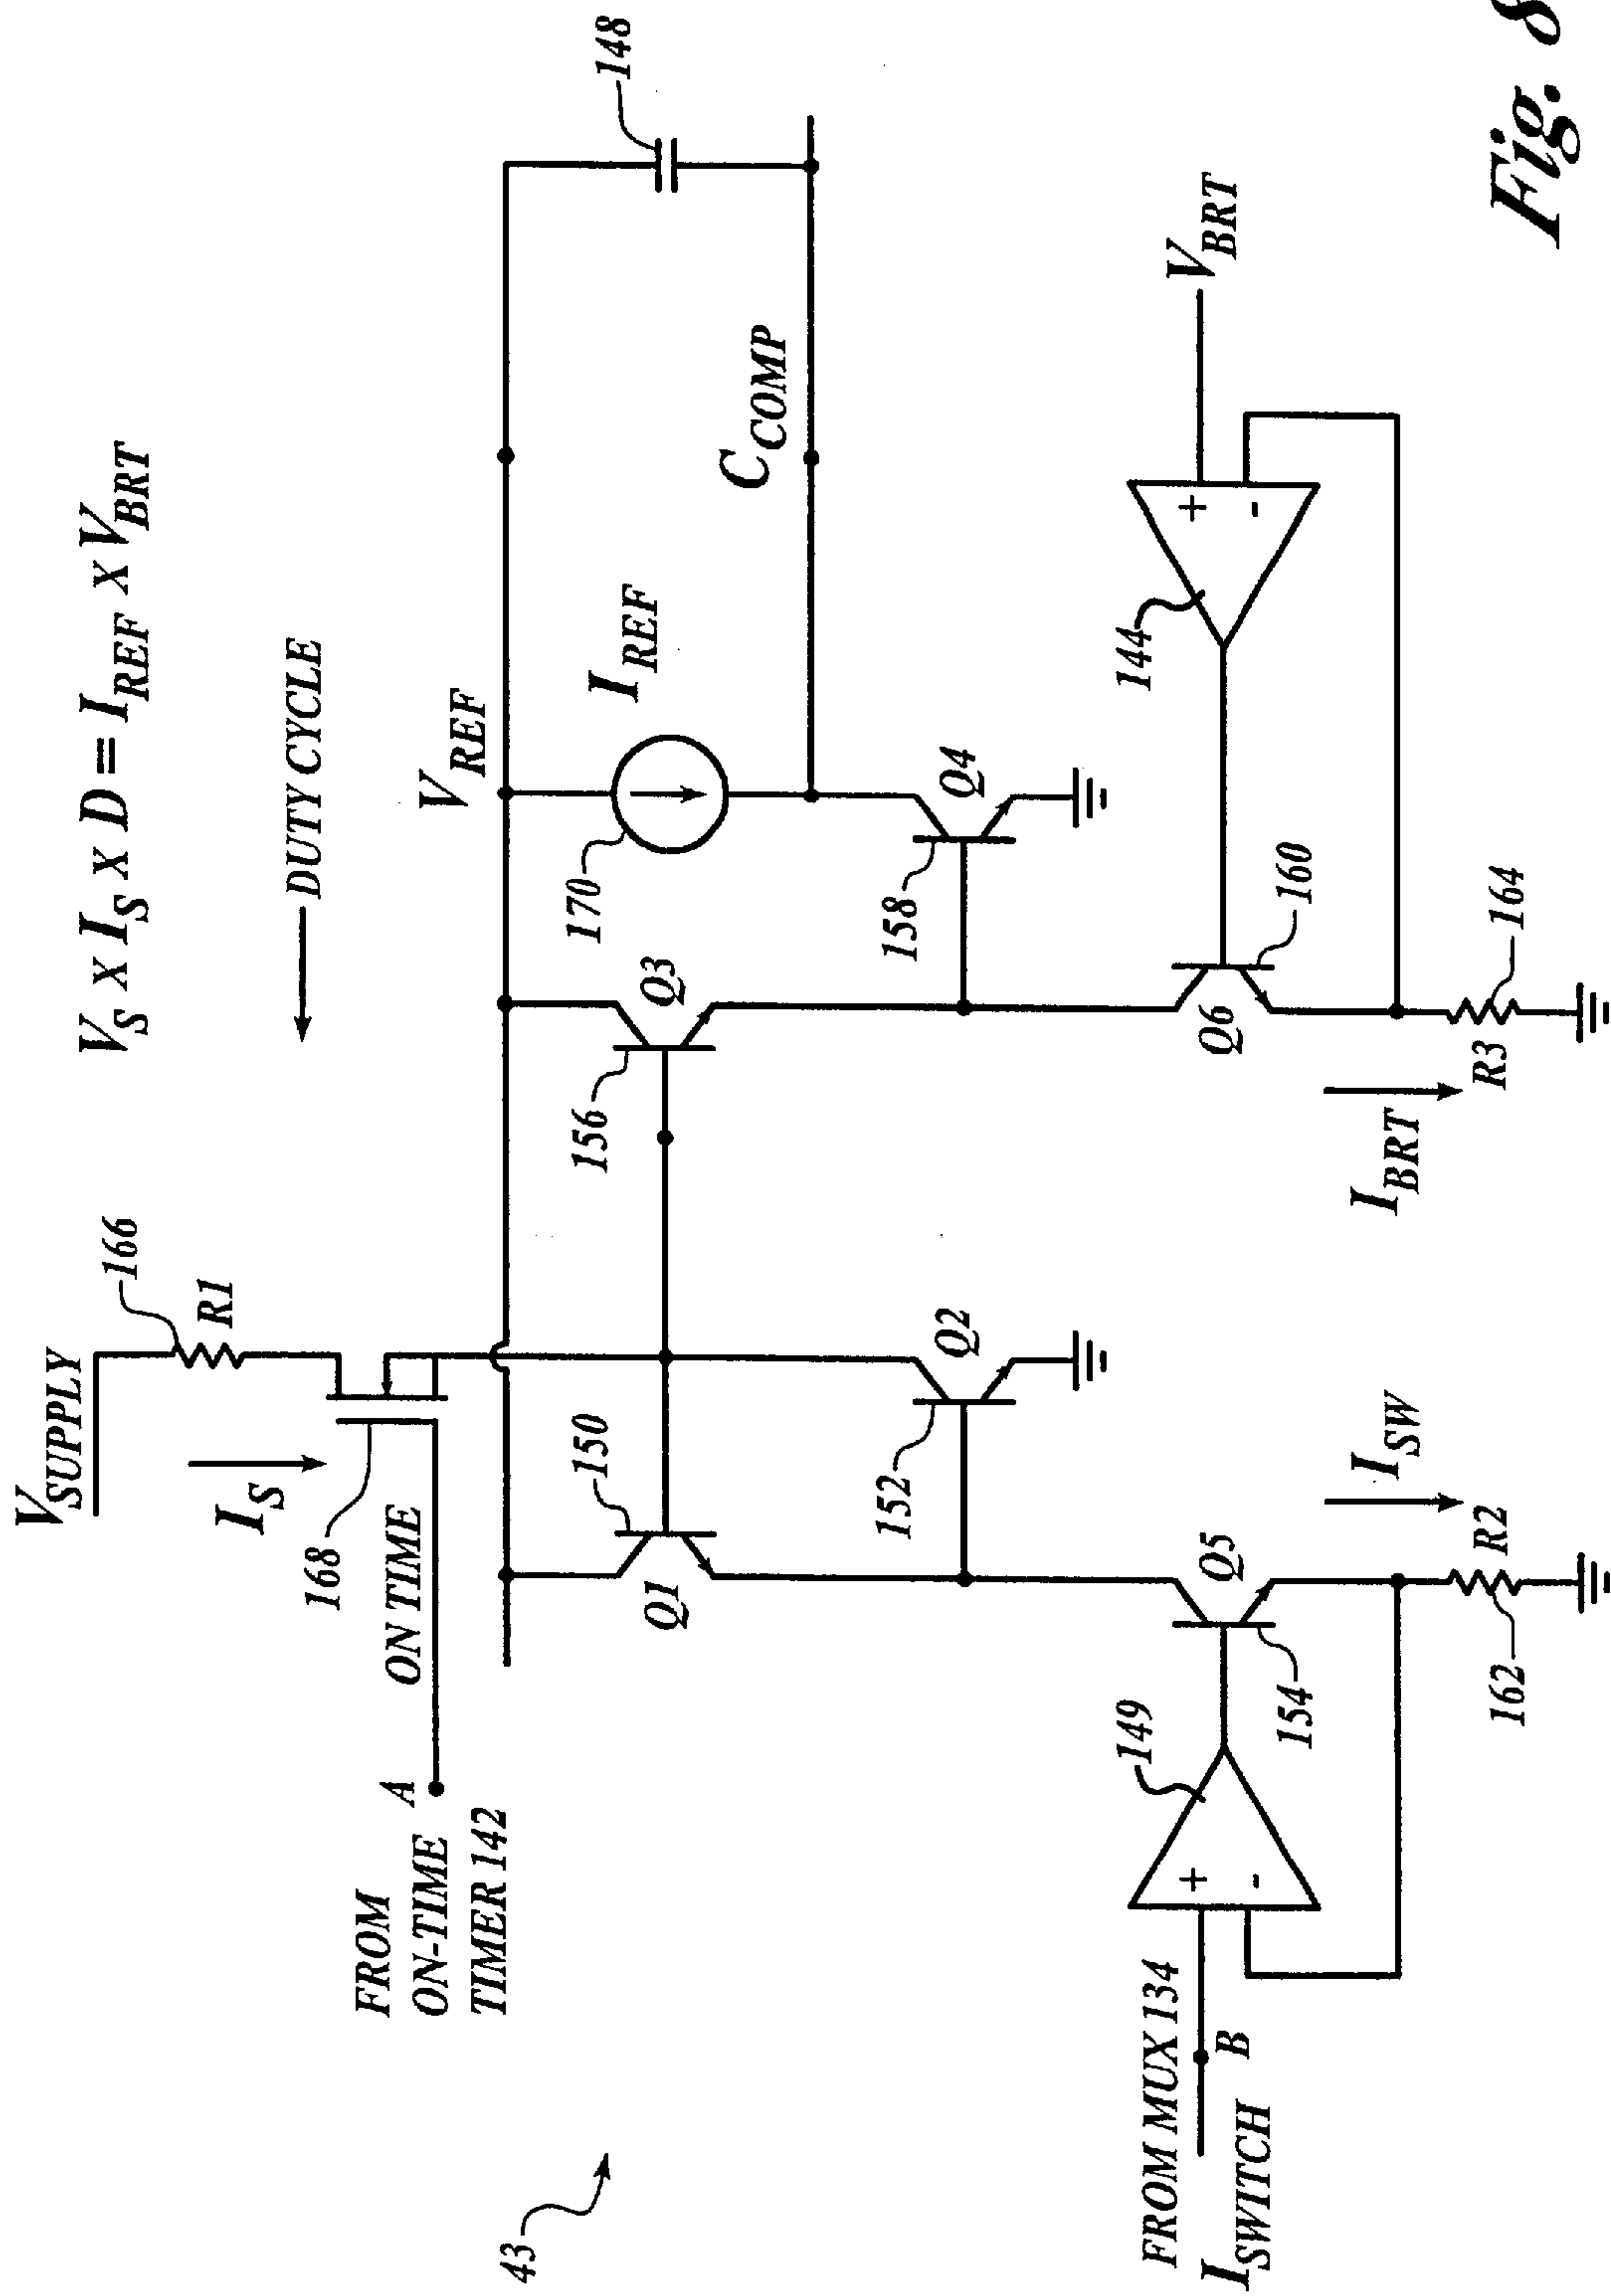 V_S X I_S X D = I_REF X V_BRT
DUTY CYCLE
V_SUPPLY
166
R1
I_S
168
ON TIME
FROM
ON-TIME
TIMER 142
A
V_REF
148
I_REF
170
C_COMP
150
Q1
156
Q3
152
Q2
158
Q4
149
+
-
154
Q5
144
+
-
160
Q6
V_BRT
FROM MUX 134
B
I_SWITCH
I_SW
162
R2
I_BRT
R3
164
43
Fig. 8